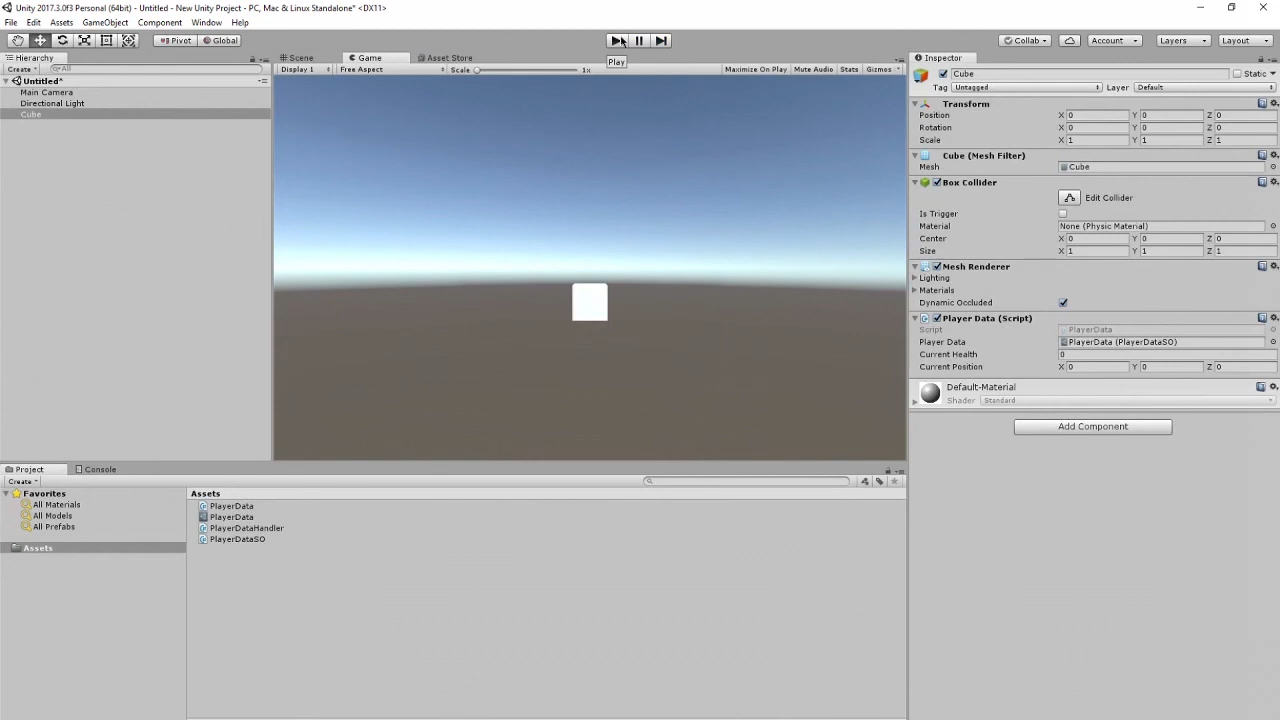 Unity 2017.3.0f3 Personal (64bit) - Untitled - New Unity Project - PC, Mac & Linux Standalone* <DX11>
File Edit Assets GameObject Component Window Help
Pivot Global Collab Account Layers Layout
Play
Hierarchy
Create All
Untitled*
Main Camera
Directional Light
Cube
Scene Game Asset Store
Display 1 Free Aspect Scale 1x Maximize On Play Mute Audio Stats Gizmos
Inspector
Cube Static
Tag Untagged Layer Default
Transform
Position X 0 Y 0 Z 0
Rotation X 0 Y 0 Z 0
Scale X 1 Y 1 Z 1
Cube (Mesh Filter)
Mesh Cube
Box Collider
Edit Collider
Is Trigger
Material None (Physic Material)
Center X 0 Y 0 Z 0
Size X 1 Y 1 Z 1
Mesh Renderer
Lighting
Materials
Dynamic Occluded
Player Data (Script)
Script PlayerData
Player Data PlayerData (PlayerDataSO)
Current Health 0
Current Position X 0 Y 0 Z 0
Default-Material
Shader Standard
Add Component
Project Console
Create
Favorites
All Materials
All Models
All Prefabs
Assets
Assets
PlayerData
PlayerData
PlayerDataHandler
PlayerDataSO